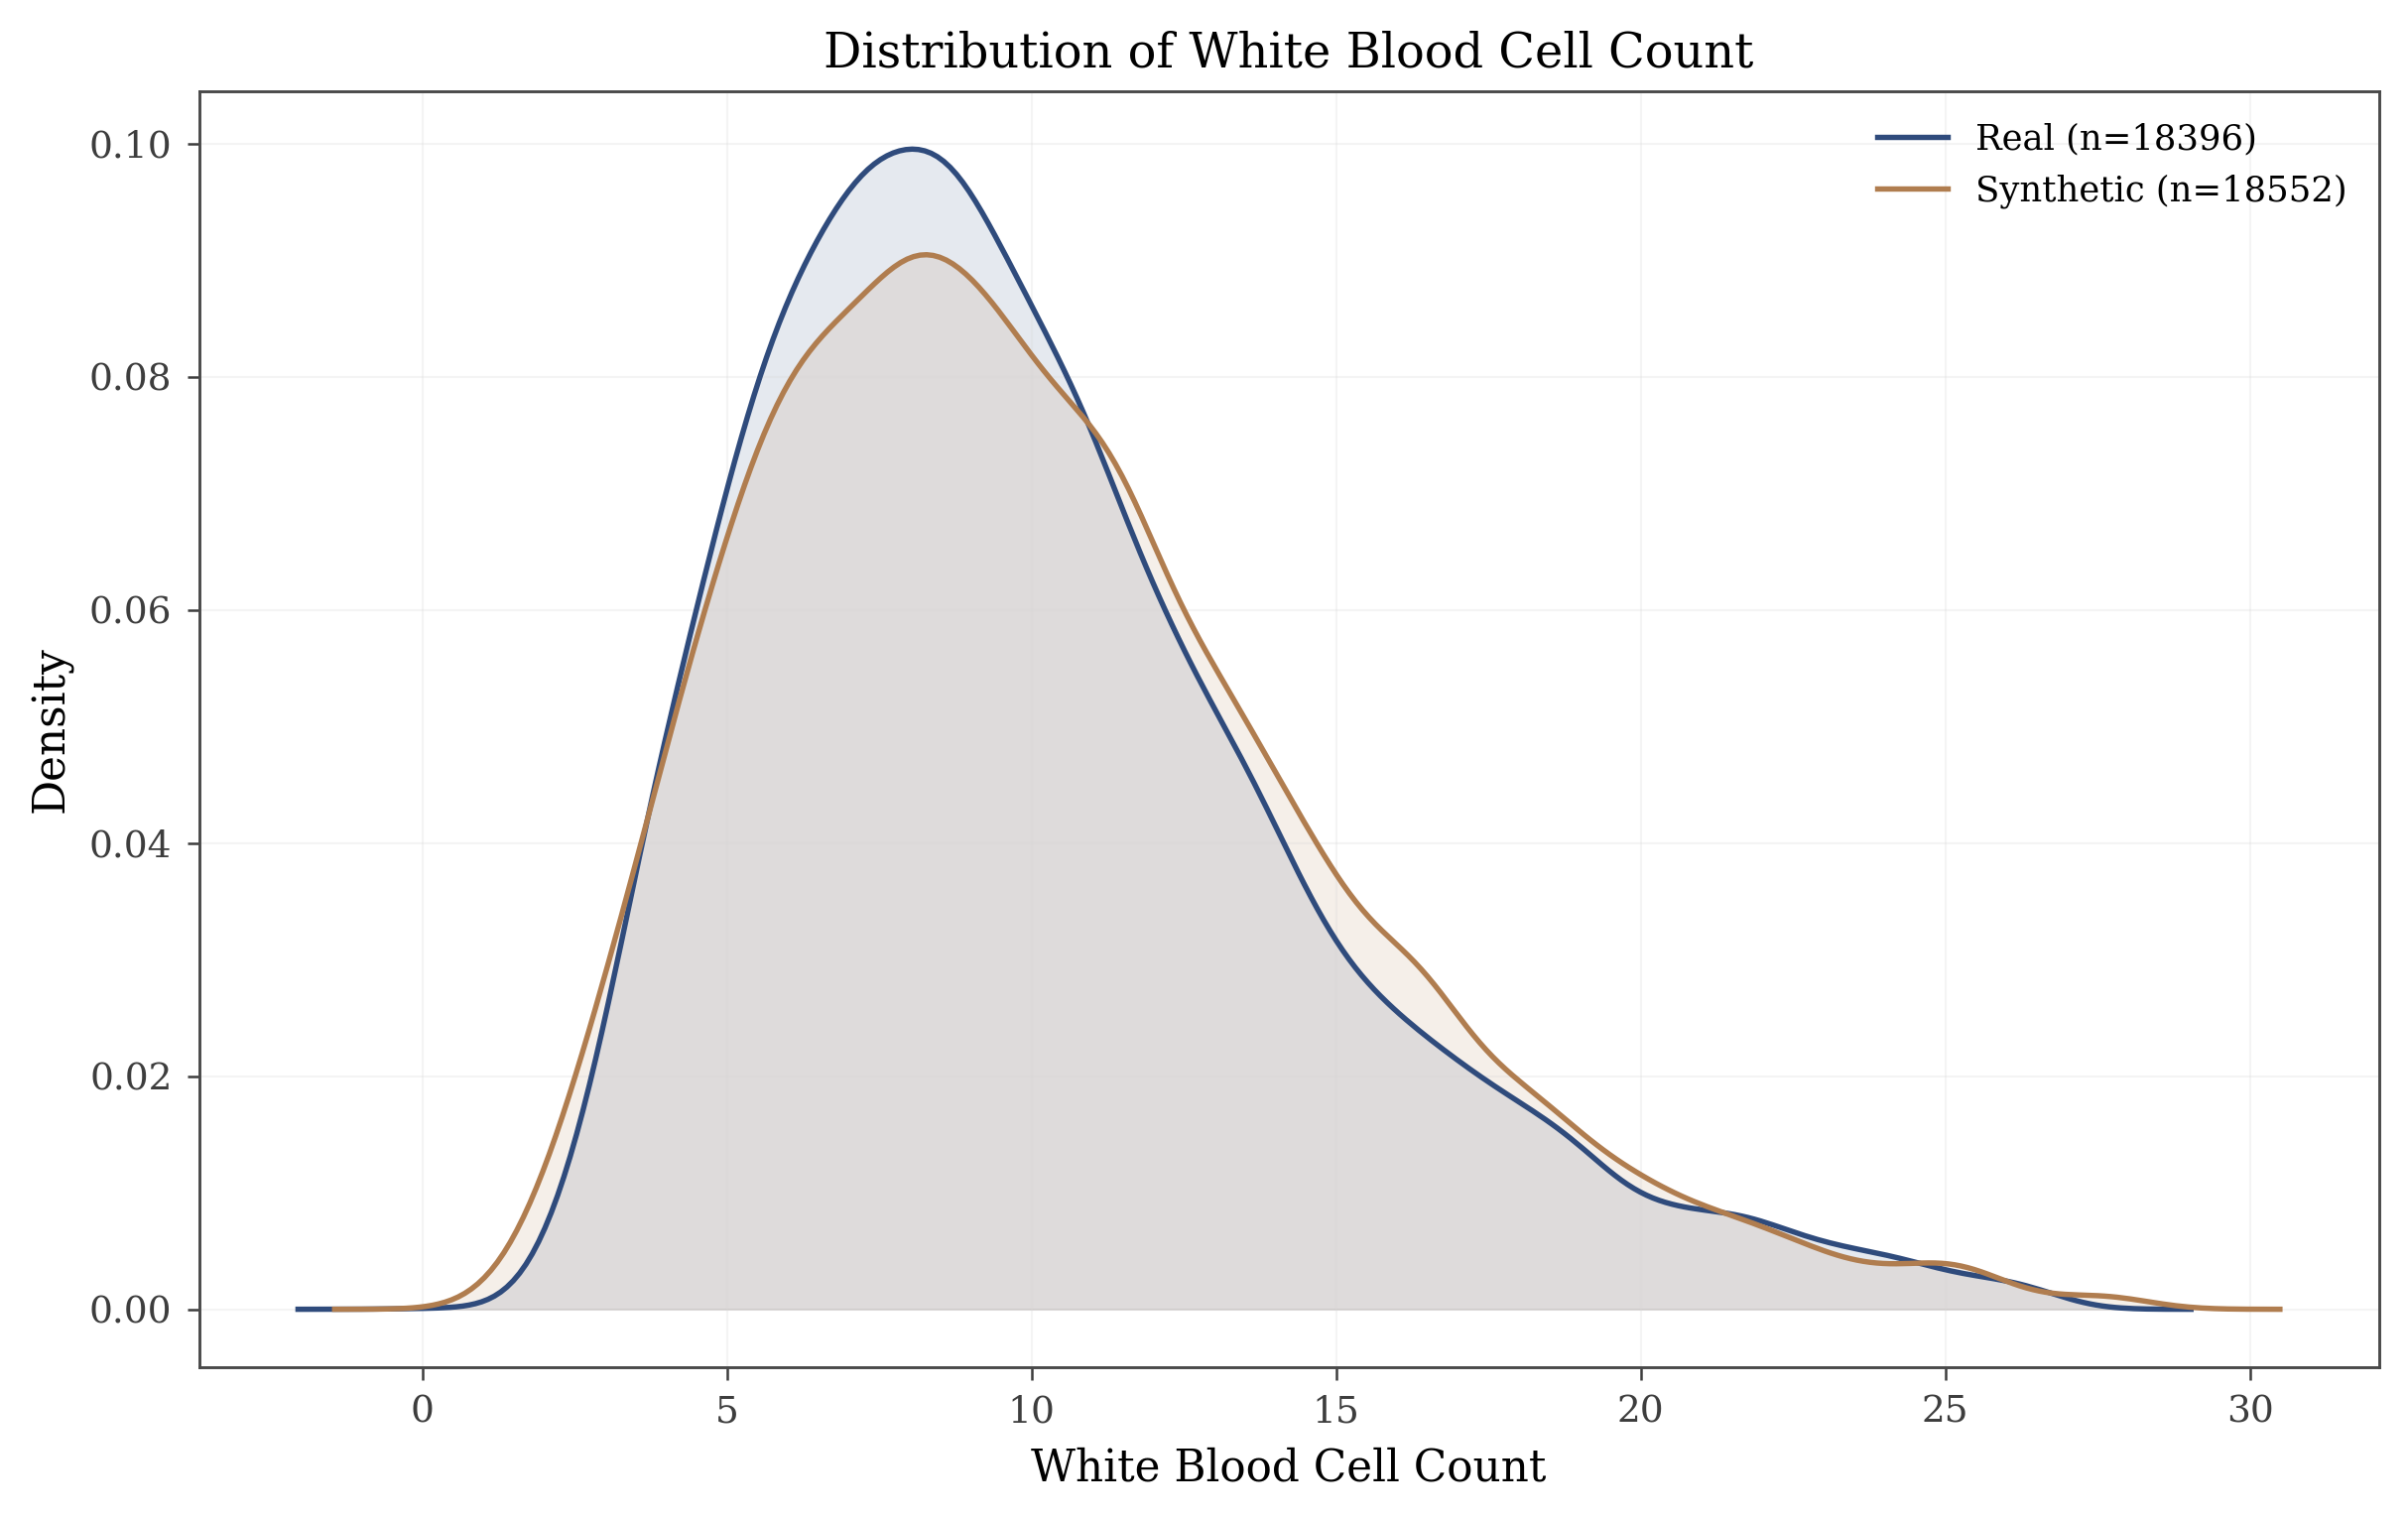 Distribution of White Blood Cell Count
Real (n=18396)
Synthetic (n=18552)
0.10
0.08
0.06
0.04
0.02
0.00
Density
0 5 10 15 20 25 30
White Blood Cell Count